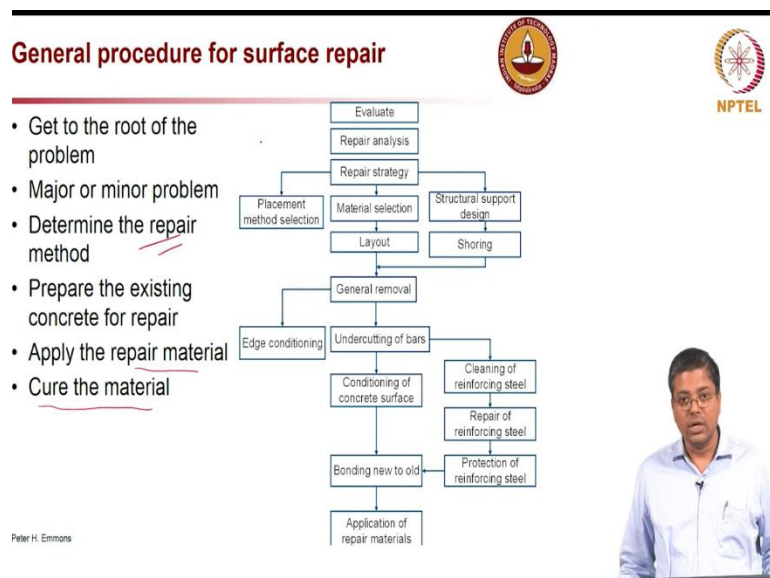 General procedure for surface repair
NPTEL
• Get to the root of the
problem
• Major or minor problem
• Determine the repair
method
• Prepare the existing
concrete for repair
• Apply the repair material
• Cure the material
Evaluate
Repair analysis
Repair strategy
Placement
method selection
Material selection
Structural support
design
Layout
Shoring
General removal
Edge conditioning
Undercutting of bars
Cleaning of
reinforcing steel
Conditioning of
concrete surface
Repair of
reinforcing steel
Bonding new to old
Protection of
reinforcing steel
Application of
repair materials
Peter H. Emmons